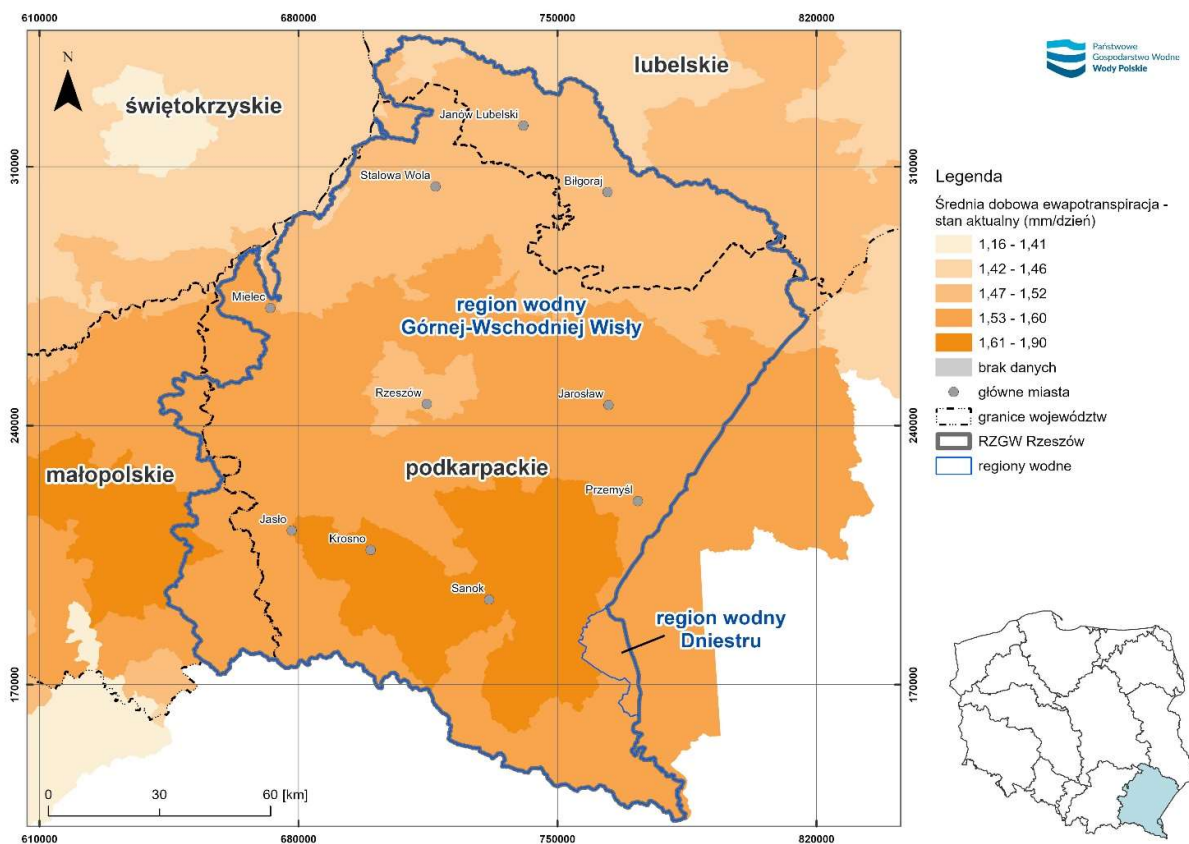 610000
680000
750000
820000
310000
240000
170000
310000
240000
170000
610000
680000
750000
820000
N
świętokrzyskie
lubelskie
małopolskie
podkarpackie
Janów Lubelski
Stalowa Wola
Biłgoraj
Mielec
region wodny
Górnej-Wschodniej Wisły
Rzeszów
Jarosław
Przemyśl
Jasło
Krosno
Sanok
region wodny
Dniestru
0
30
60 [km]
Państwowe
Gospodarstwo Wodne
Wody Polskie
Legenda
Średnia dobowa ewapotranspiracja -
stan aktualny (mm/dzień)
1,16 - 1,41
1,42 - 1,46
1,47 - 1,52
1,53 - 1,60
1,61 - 1,90
brak danych
główne miasta
granice województw
RZGW Rzeszów
regiony wodne